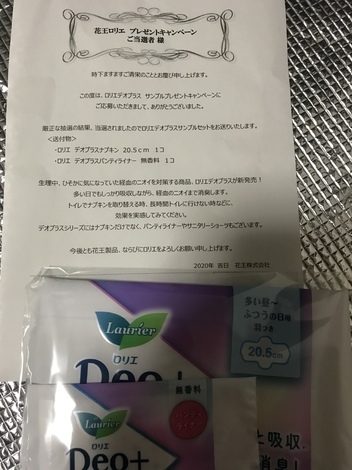 花王ロリエ プレゼントキャンペーン
ご当選者 様
時下ますますご清栄のこととお慶び申し上げます。
この度は、ロリエデオプラス サンプルプレゼントキャンペーンに
ご応募いただきまして、ありがとうございました。
厳正な抽選の結果、当選されましたのでロリエデオプラスサンプルセットをお送りいたします。
＜送付物＞
・ロリエ デオプラスナプキン 20.5cm 1コ
・ロリエ デオプラスパンティライナー 無香料 1コ
生理中、ひそかに気になっていた経血のニオイを対策する商品、ロリエデオプラスが新発売！
多い日でもしっかり吸収しながら、経血のニオイまで消臭します。
トイレでナプキンを取り替える時、長時間トイレに行けない時などに、
効果を実感してみてください。
デオプラスシリーズにはナプキンだけでなく、パンティライナーやサニタリーショーツもございます。
今後とも花王製品、ならびにロリエをよろしくお願い申し上げます。
2020年 吉日 花王株式会社
Laurier
ロリエ
Deo+
多い昼～
ふつうの日用
羽つき
20.5cm
Laurier
ロリエ
Deo+
無香料
パンティ
ライナー
と吸収
消臭！